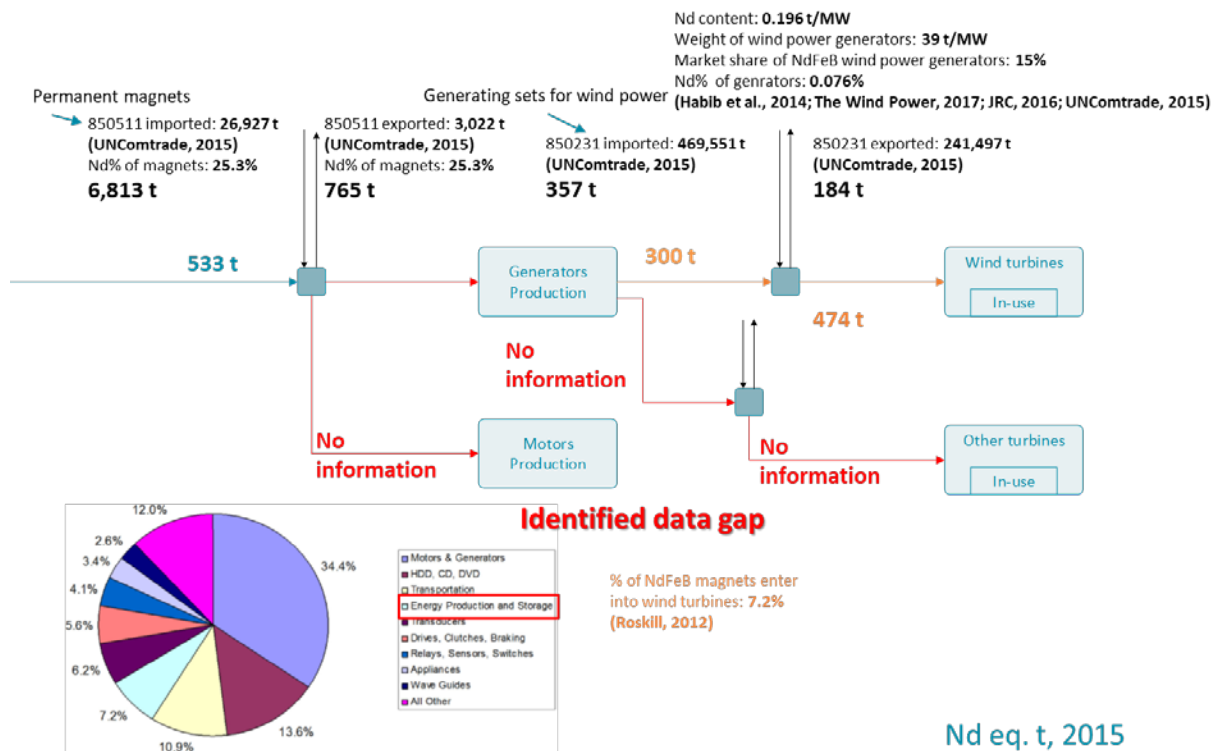 Nd content: 0.196 t/MW
Weight of wind power generators: 39 t/MW
Market share of NdFeB wind power generators: 15%
Nd% of genrators: 0.076%
(Habib et al., 2014; The Wind Power, 2017; JRC, 2016; UNComtrade, 2015)
Permanent magnets
850511 imported: 26,927 t
(UNComtrade, 2015)
Nd% of magnets: 25.3%
6,813 t
850511 exported: 3,022 t
(UNComtrade, 2015)
Nd% of magnets: 25.3%
765 t
Generating sets for wind power
850231 imported: 469,551 t
(UNComtrade, 2015)
357 t
850231 exported: 241,497 t
(UNComtrade, 2015)
184 t
533 t
Generators
Production
300 t
474 t
Wind turbines
In-use
No
information
No
information
Motors
Production
No
information
Other turbines
In-use
Identified data gap
12.0%
2.6%
3.4%
4.1%
5.6%
6.2%
7.2%
10.9%
13.6%
34.4%
Motors & Generators
HDD, CD, DVD
Transportation
Energy Production and Storage
Transducers
Drives, Clutches, Braking
Relays, Sensors, Switches
Appliances
Wave Guides
All Other
% of NdFeB magnets enter
into wind turbines: 7.2%
(Roskill, 2012)
Nd eq. t, 2015